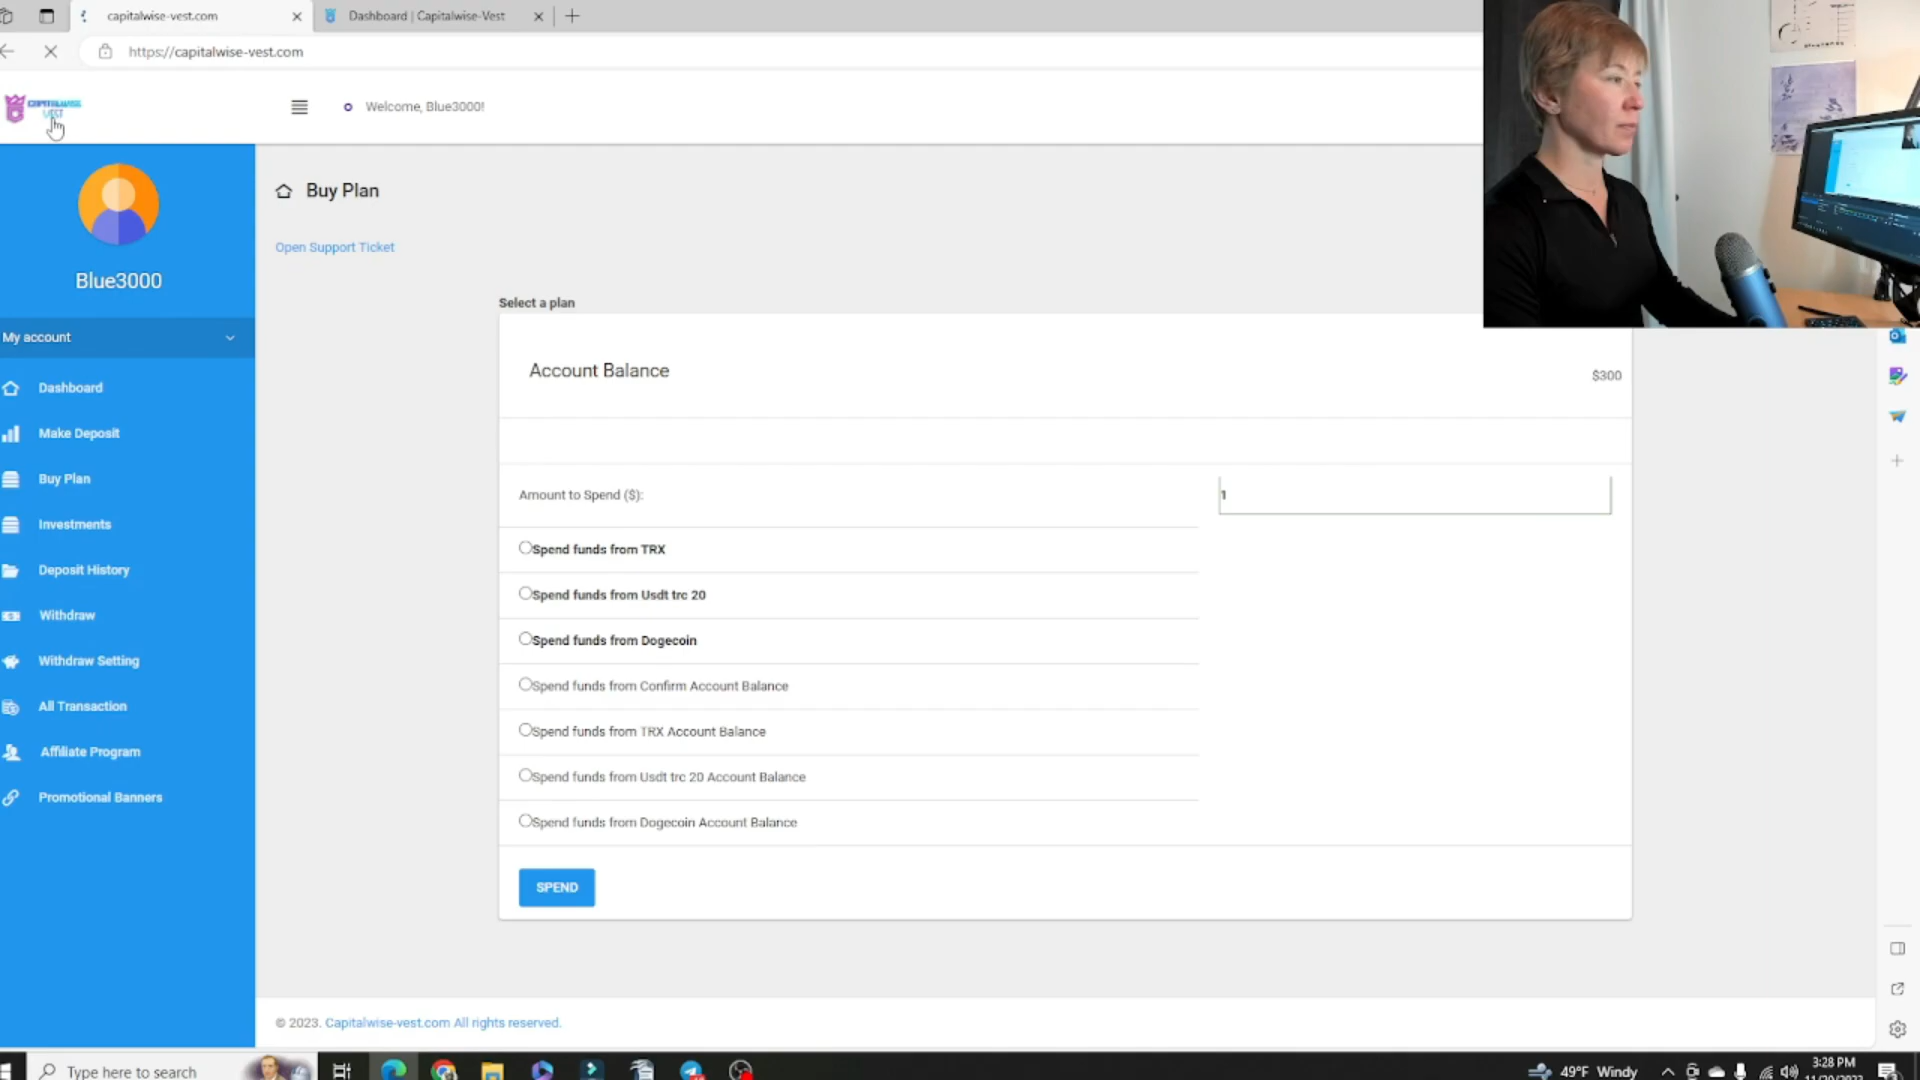 capitalwise-vest.com
Dashboard | Capitalwise-Vest
https://capitalwise-vest.com
CAPITALWISE
VEST
Welcome, Blue3000!
Blue3000
My account
Dashboard
Make Deposit
Buy Plan
Investments
Deposit History
Withdraw
Withdraw Setting
All Transaction
Affiliate Program
Promotional Banners
Buy Plan
Open Support Ticket
Select a plan
Account Balance
$300
Amount to Spend ($):
1
Spend funds from TRX
Spend funds from Usdt trc 20
Spend funds from Dogecoin
Spend funds from Confirm Account Balance
Spend funds from TRX Account Balance
Spend funds from Usdt trc 20 Account Balance
Spend funds from Dogecoin Account Balance
SPEND
© 2023. Capitalwise-vest.com All rights reserved.
Type here to search
49°F Windy
3:28 PM